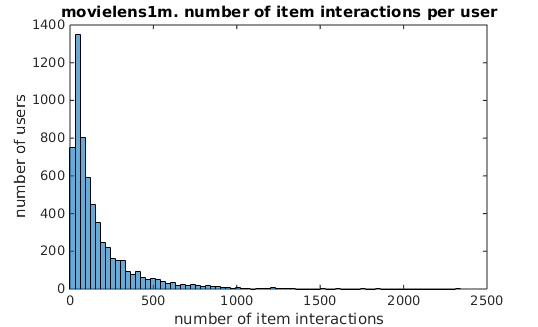 movielens1m. number of item interactions per user
number of users
1400
1200
1000
800
600
400
200
0
0 500 1000 1500 2000 2500
number of item interactions